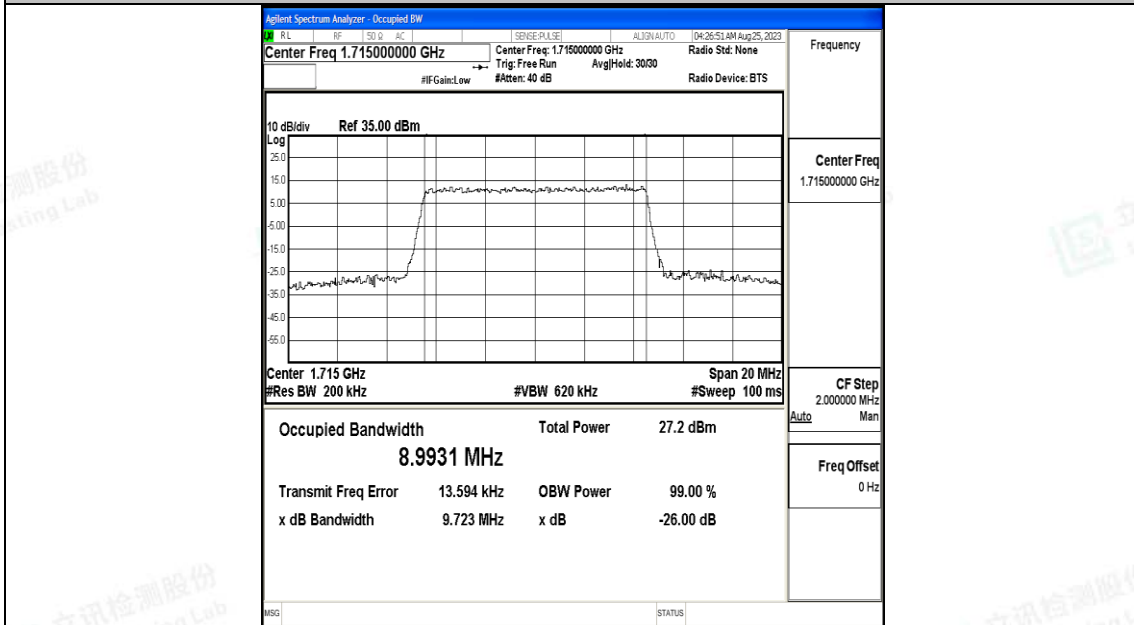 Agilent Spectrum Analyzer - Occupied BW
RL RF 50 Ω AC SENSE:PULSE ALIGN AUTO 04:26:51 AM Aug 25, 2023
Center Freq 1.715000000 GHz
Center Freq: 1.715000000 GHz
Radio Std: None
Trig: Free Run Avg|Hold: 30/30
#IFGain:Low
#Atten: 40 dB
Radio Device: BTS
10 dB/div Ref 35.00 dBm
Log
25.0
15.0
5.00
-5.00
-15.0
-25.0
-35.0
-45.0
-55.0
Center 1.715 GHz
Span 20 MHz
#Res BW 200 kHz
#VBW 620 kHz
#Sweep 100 ms
Occupied Bandwidth
Total Power 27.2 dBm
8.9931 MHz
Transmit Freq Error 13.594 kHz
OBW Power 99.00 %
x dB Bandwidth 9.723 MHz
x dB -26.00 dB
MSG
STATUS
Frequency
Center Freq
1.715000000 GHz
CF Step
2.000000 MHz
Auto Man
Freq Offset
0 Hz
测股份
sting Lab
立讯检测股份
ng Lab
立讯检测股份